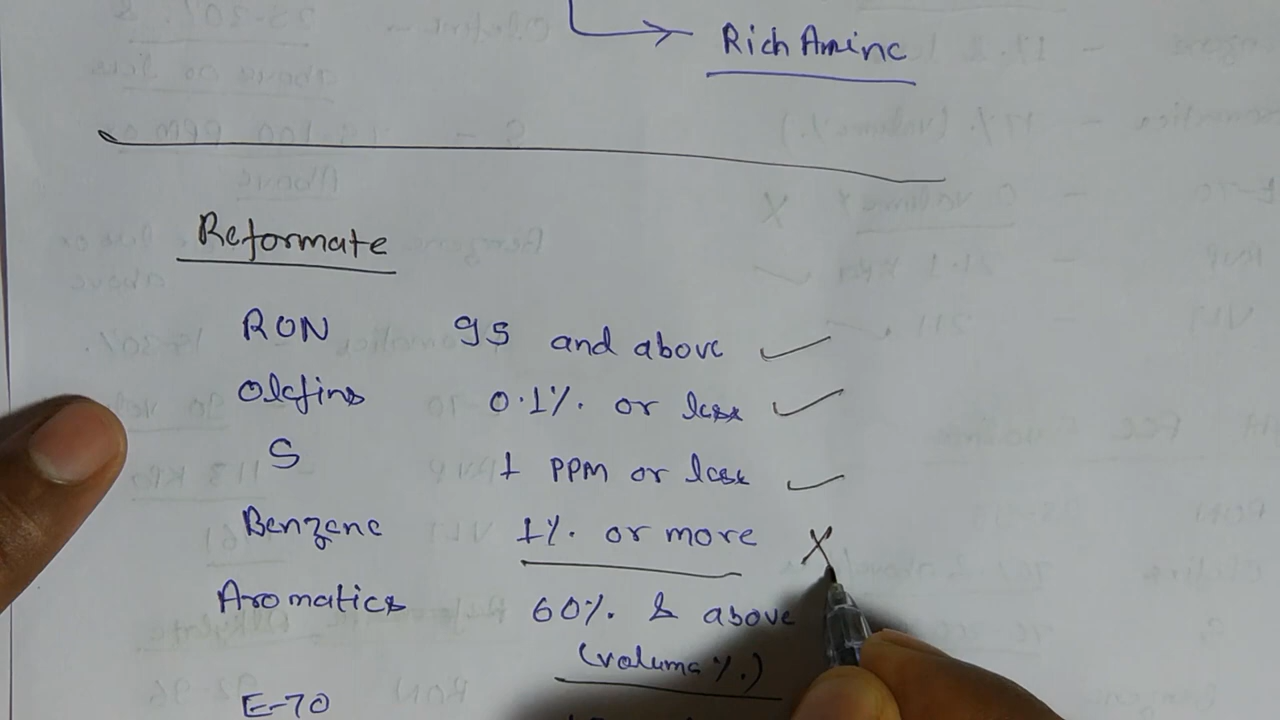 Rich Amine
Reformate
RON 95 and above ✓
Olefins 0.1%. or less ✓
S 1 PPM or less ✓
Benzene 1%. or more X
Aromatics 60%. & above
(volume %.)
E-70